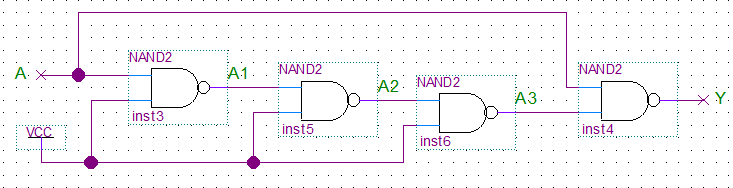 NAND2
A
A1
inst3
VCC
NAND2
A2
inst5
NAND2
A3
inst6
NAND2
Y
inst4